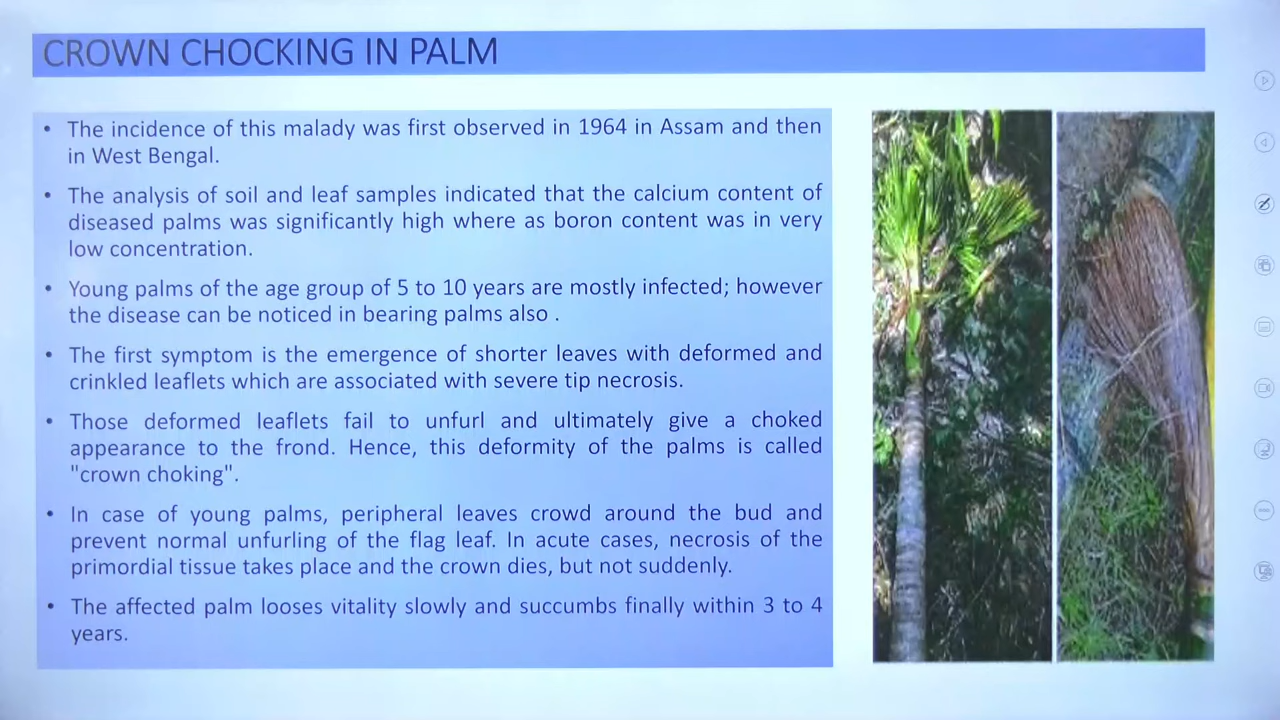 CROWN CHOCKING IN PALM
• The incidence of this malady was first observed in 1964 in Assam and then
in West Bengal.
• The analysis of soil and leaf samples indicated that the calcium content of
diseased palms was significantly high where as boron content was in very
low concentration.
• Young palms of the age group of 5 to 10 years are mostly infected; however
the disease can be noticed in bearing palms also .
• The first symptom is the emergence of shorter leaves with deformed and
crinkled leaflets which are associated with severe tip necrosis.
• Those deformed leaflets fail to unfurl and ultimately give a choked
appearance to the frond. Hence, this deformity of the palms is called
"crown choking".
• In case of young palms, peripheral leaves crowd around the bud and
prevent normal unfurling of the flag leaf. In acute cases, necrosis of the
primordial tissue takes place and the crown dies, but not suddenly.
• The affected palm looses vitality slowly and succumbs finally within 3 to 4
years.